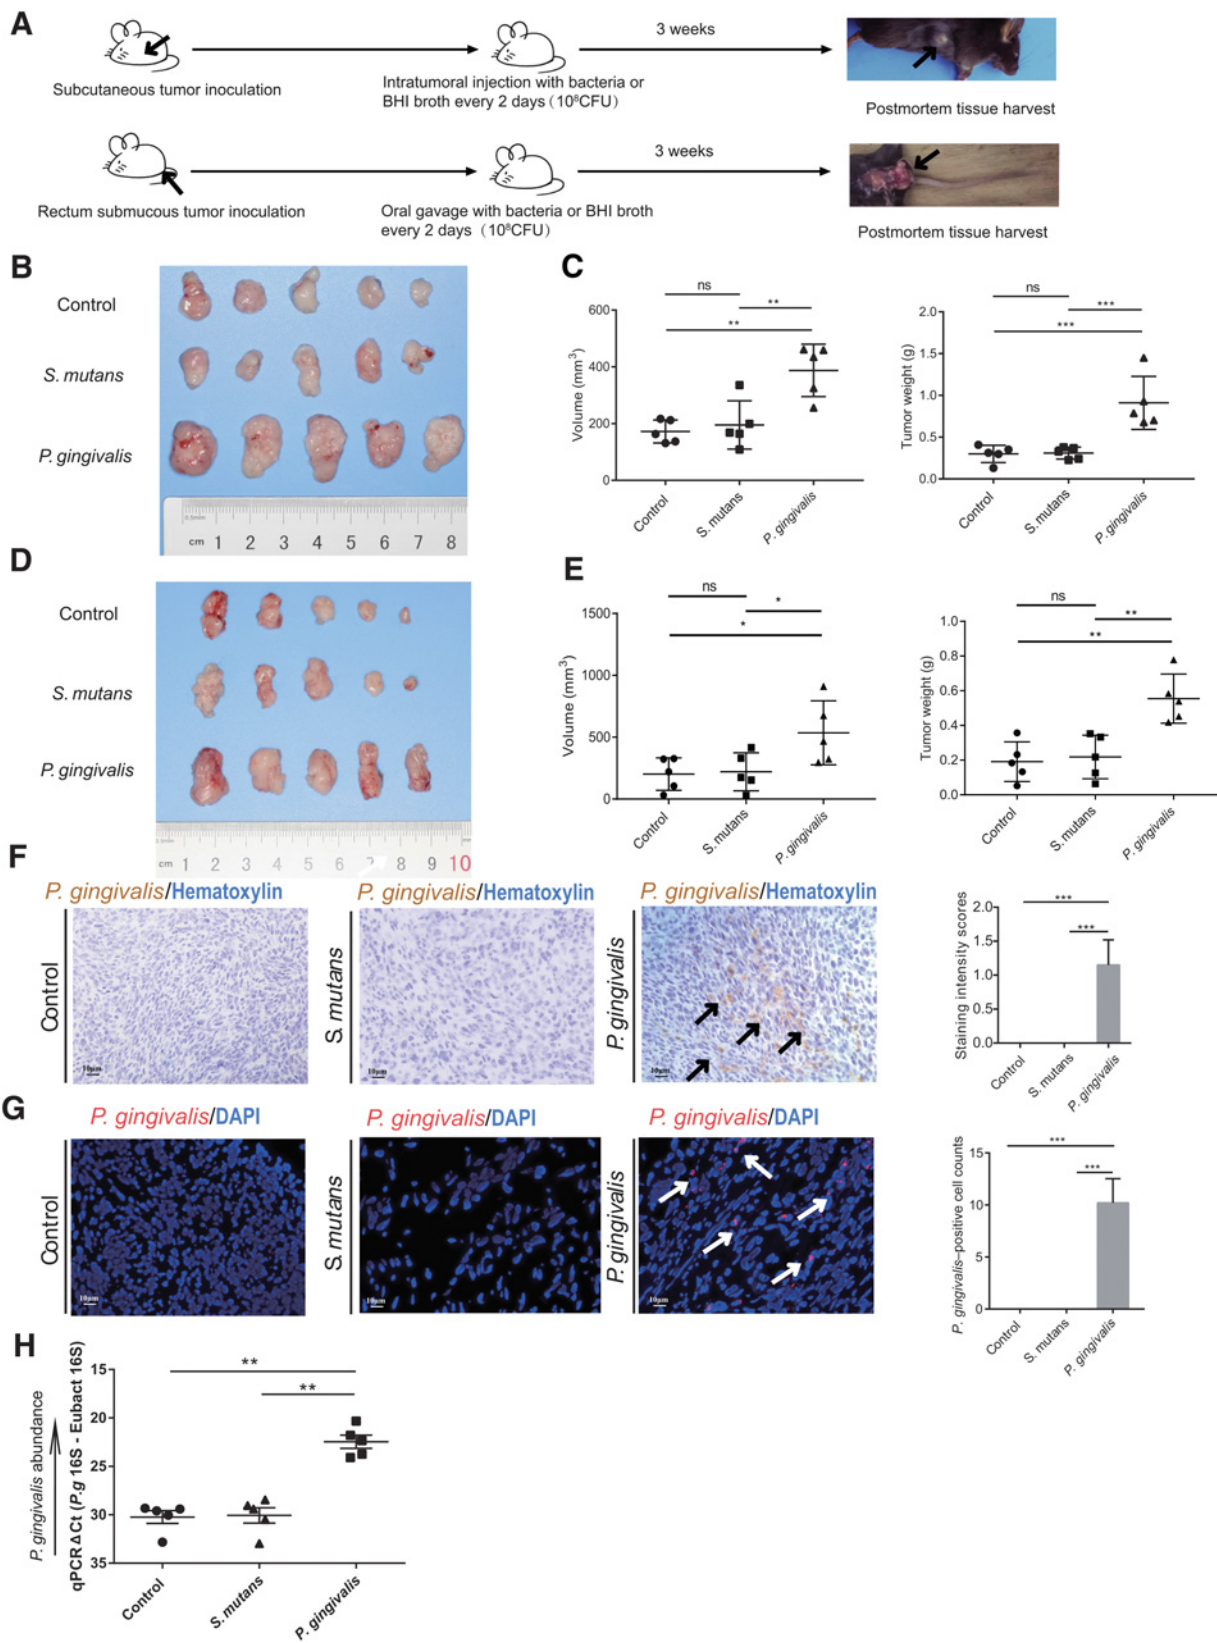 A
3 weeks
Subcutaneous tumor inoculation
Intratumoral injection with bacteria or
BHI broth every 2 days (10⁸CFU)
Postmortem tissue harvest
3 weeks
Rectum submucous tumor inoculation
Oral gavage with bacteria or BHI broth
every 2 days (10⁸CFU)
Postmortem tissue harvest
B
Control
S. mutans
P. gingivalis
0.5mm
cm 1 2 3 4 5 6 7 8
C
ns
**
**
Volume (mm³)
600
400
200
0
Control
S. mutans
P. gingivalis
ns
***
***
Tumor weight (g)
2.0
1.5
1.0
0.5
0.0
Control
S. mutans
P. gingivalis
D
Control
S. mutans
P. gingivalis
cm 1 2 3 4 5 6 7 8 9 10
E
ns
*
*
Volume (mm³)
1500
1000
500
0
Control
S. mutans
P. gingivalis
ns
**
**
Tumor weight (g)
1.0
0.8
0.6
0.4
0.2
0.0
Control
S. mutans
P. gingivalis
F
P. gingivalis/Hematoxylin
P. gingivalis/Hematoxylin
P. gingivalis/Hematoxylin
Control
10μm
S. mutans
10μm
P. gingivalis
10μm
***
***
Staining intensity scores
2.0
1.5
1.0
0.5
0.0
Control
S. mutans
P. gingivalis
G
P. gingivalis/DAPI
P. gingivalis/DAPI
P. gingivalis/DAPI
Control
10μm
S. mutans
10μm
P. gingivalis
10μm
***
***
P. gingivalis–positive cell counts
15
10
5
0
Control
S. mutans
P. gingivalis
H
**
**
P. gingivalis abundance
qPCR Δ Ct (P.g 16S - Eubact 16S)
15
20
25
30
35
Control
S. mutans
P. gingivalis